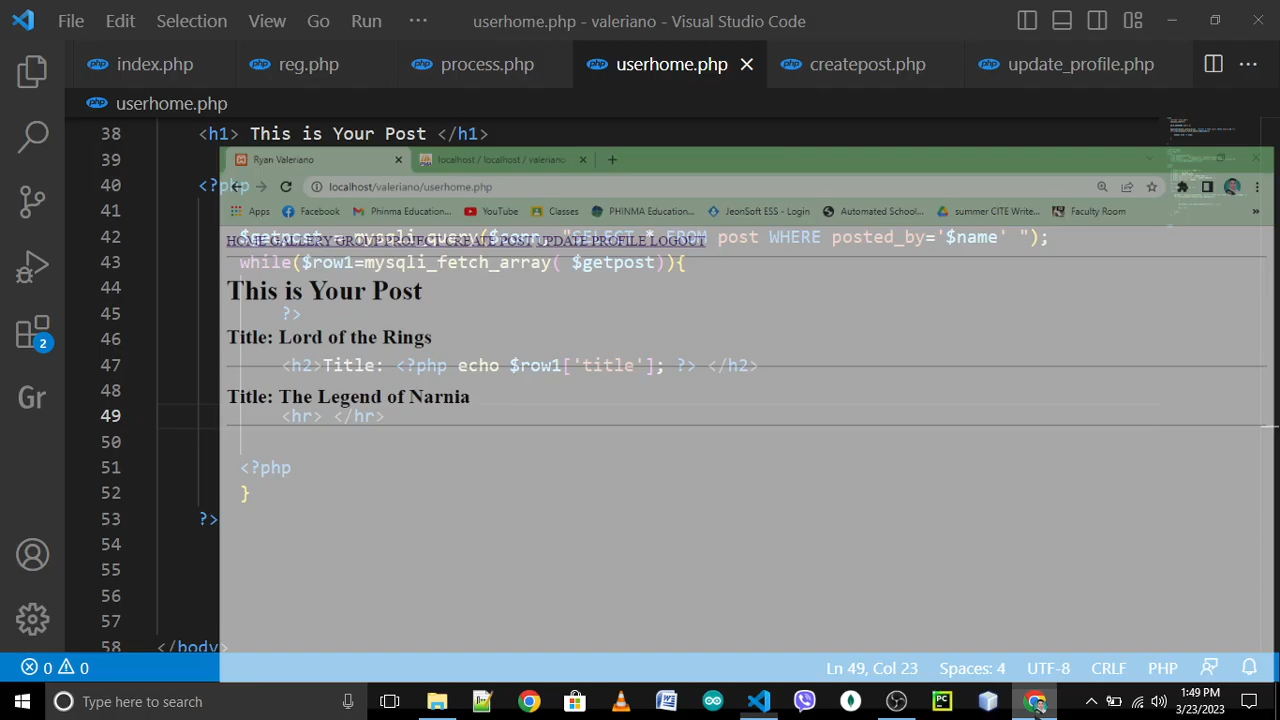 File Edit Selection View Go Run ··· userhome.php - valeriano - Visual Studio Code
index.php reg.php process.php userhome.php createpost.php update_profile.php
userhome.php
38 <h1> This is Your Post </h1>
39
Ryan Valeriano localhost / localhost / valeriano
40 <?php
localhost/valeriano/userhome.php
41
Apps Facebook Phinma Education... YouTube Classes PHINMA Education... JeonSoft ESS - Login Automated School... summer CITE Write... Faculty Room »
42 $getpost = mysqli_query($conn, "SELECT * FROM post WHERE posted_by='$name' ");
HOME GALLERY GROUP PROJECT CREATE POST UPDATE PROFILE LOGOUT
43 while($row1=mysqli_fetch_array( $getpost)){
44
This is Your Post
45 ?>
46
Title: Lord of the Rings
47 <h2>Title: <?php echo $row1['title']; ?> </h2>
48
Title: The Legend of Narnia
49 <hr> </hr>
50
51 <?php
52 }
53 ?>
54
55
56
57
58 </body>
2
Gr
0 0 Ln 49, Col 23 Spaces: 4 UTF-8 CRLF PHP
Type here to search
W PC
1:49 PM
3/23/2023